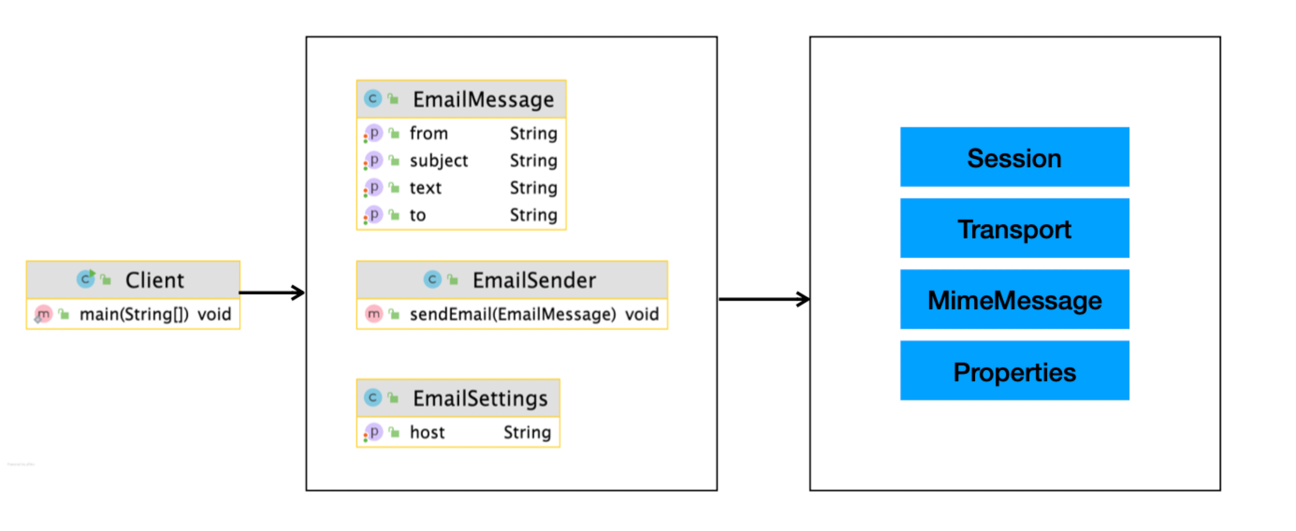 Client
main(String[]) void
EmailMessage
from String
subject String
text String
to String
EmailSender
sendEmail(EmailMessage) void
EmailSettings
host String
Session
Transport
MimeMessage
Properties